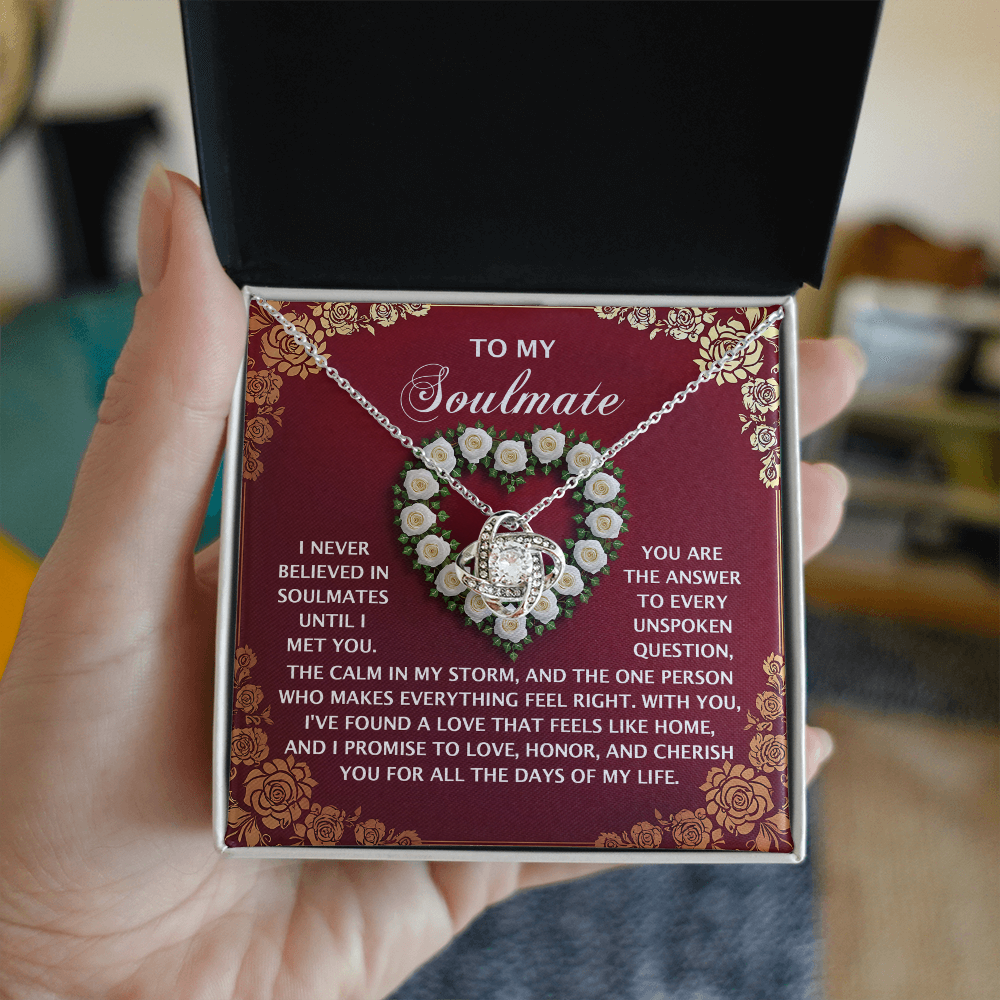 TO MY
Soulmate
I NEVER
BELIEVED IN
SOULMATES
UNTIL I
MET YOU.
YOU ARE
THE ANSWER
TO EVERY
UNSPOKEN
QUESTION,
THE CALM IN MY STORM, AND THE ONE PERSON
WHO MAKES EVERYTHING FEEL RIGHT. WITH YOU,
I'VE FOUND A LOVE THAT FEELS LIKE HOME,
AND I PROMISE TO LOVE, HONOR, AND CHERISH
YOU FOR ALL THE DAYS OF MY LIFE.